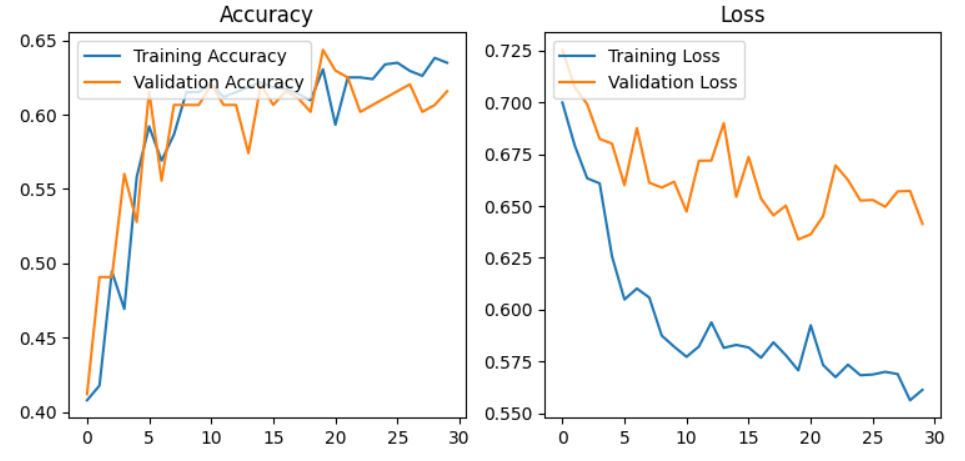 Accuracy
Training Accuracy
Validation Accuracy
0.65
0.60
0.55
0.50
0.45
0.40
0 5 10 15 20 25 30
Loss
Training Loss
Validation Loss
0.725
0.700
0.675
0.650
0.625
0.600
0.575
0.550
0 5 10 15 20 25 30